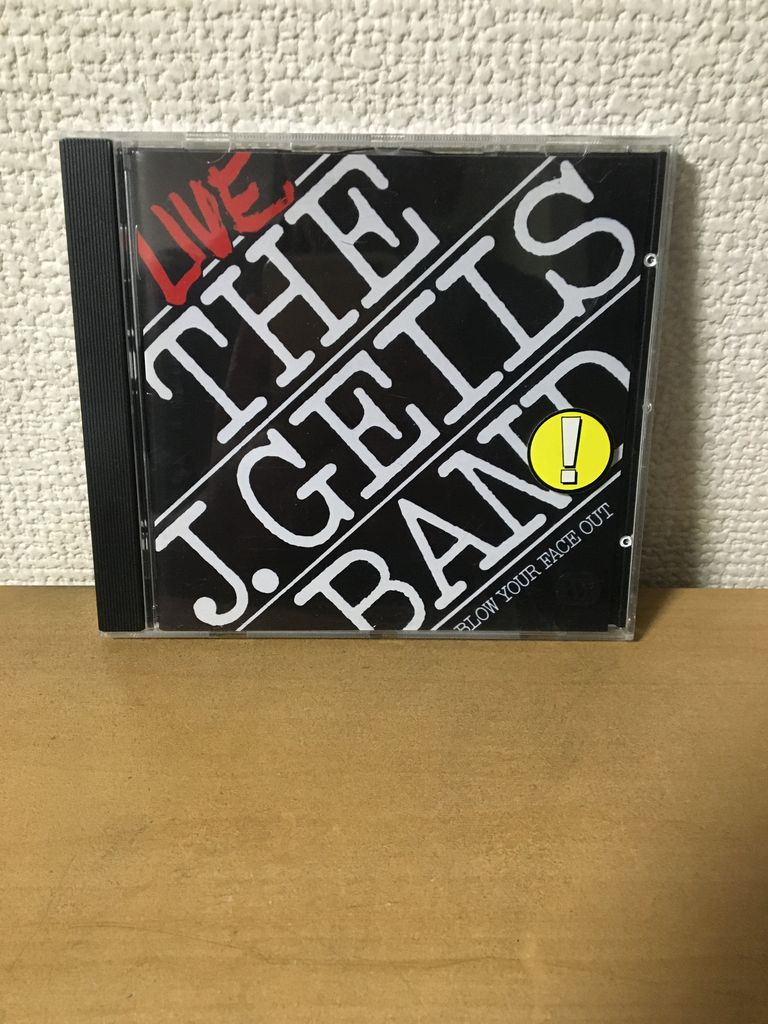 LIVE
THE
J.GEILS
BAND
!
BLOW YOUR FACE OUT